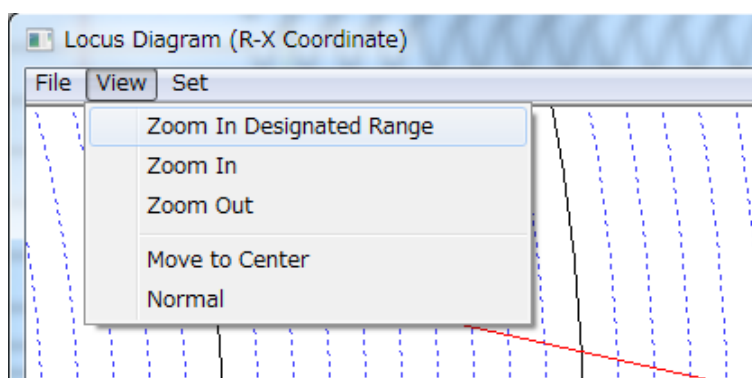 Locus Diagram (R-X Coordinate)
File View Set
Zoom In Designated Range
Zoom In
Zoom Out
Move to Center
Normal